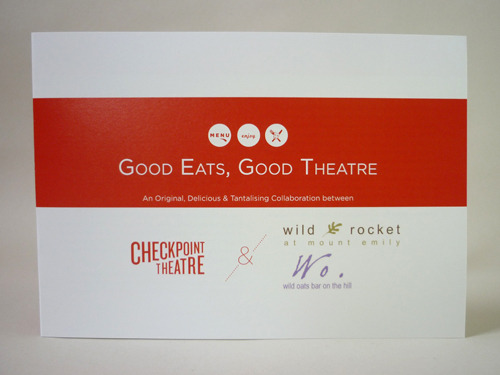 MENU enjoy
GOOD EATS, GOOD THEATRE
An Original, Delicious & Tantalising Collaboration between
CHECKPOINT
THEATRE
&
wild rocket
at mount emily
Wo.
wild oats bar on the hill